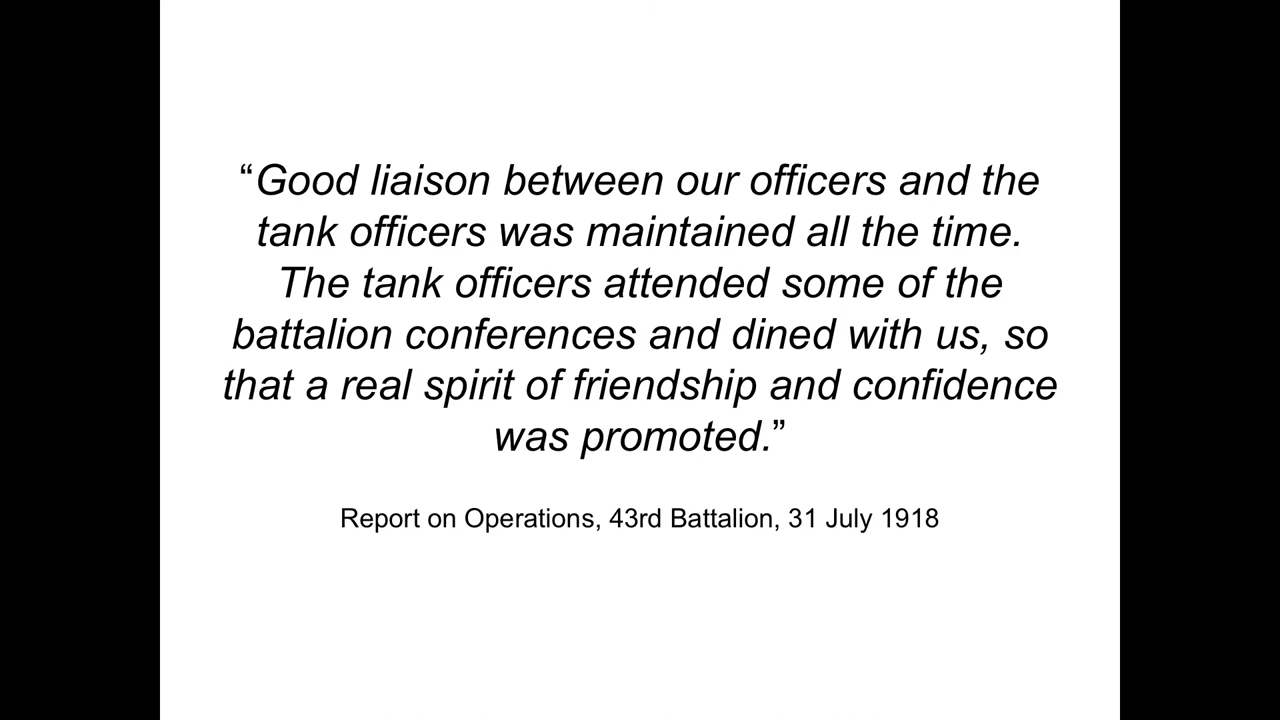 “Good liaison between our officers and the
tank officers was maintained all the time.
The tank officers attended some of the
battalion conferences and dined with us, so
that a real spirit of friendship and confidence
was promoted.”
Report on Operations, 43rd Battalion, 31 July 1918